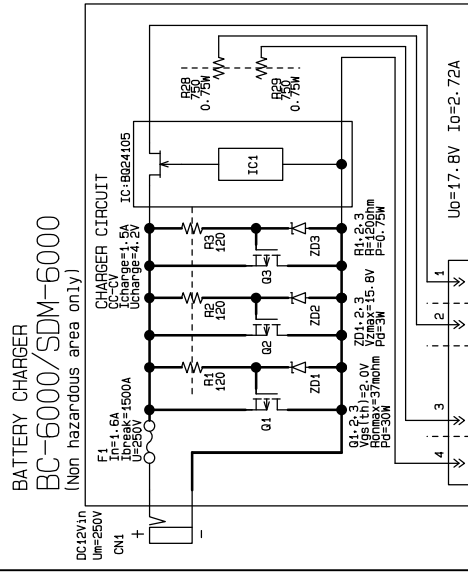 BATTERY CHARGER
BC-6000/SDM-6000
(Non hazardous area only)
DC12Vin
Um=250V
CN1
+
-
F1
In=1.6A
Ibreak=1500A
U=250V
CHARGER CIRCUIT
CC-CV
Icharge=1.5A
Ucharge=4.2V
IC:BQ24105
IC1
R1
120
R2
120
R3
120
Q1
Q2
Q3
ZD1
ZD2
ZD3
Q1,2,3
Vgs(th)=2.0V
Ronmax=37mohm
Pd=30W
ZD1,2,3
Vzmax=15.8V
Pd=3W
R1,2,3
R=120ohm
P=0.75W
R28
750
0.75W
R29
750
0.75W
4
3
2
1
Uo=17.8V Io=2.72A